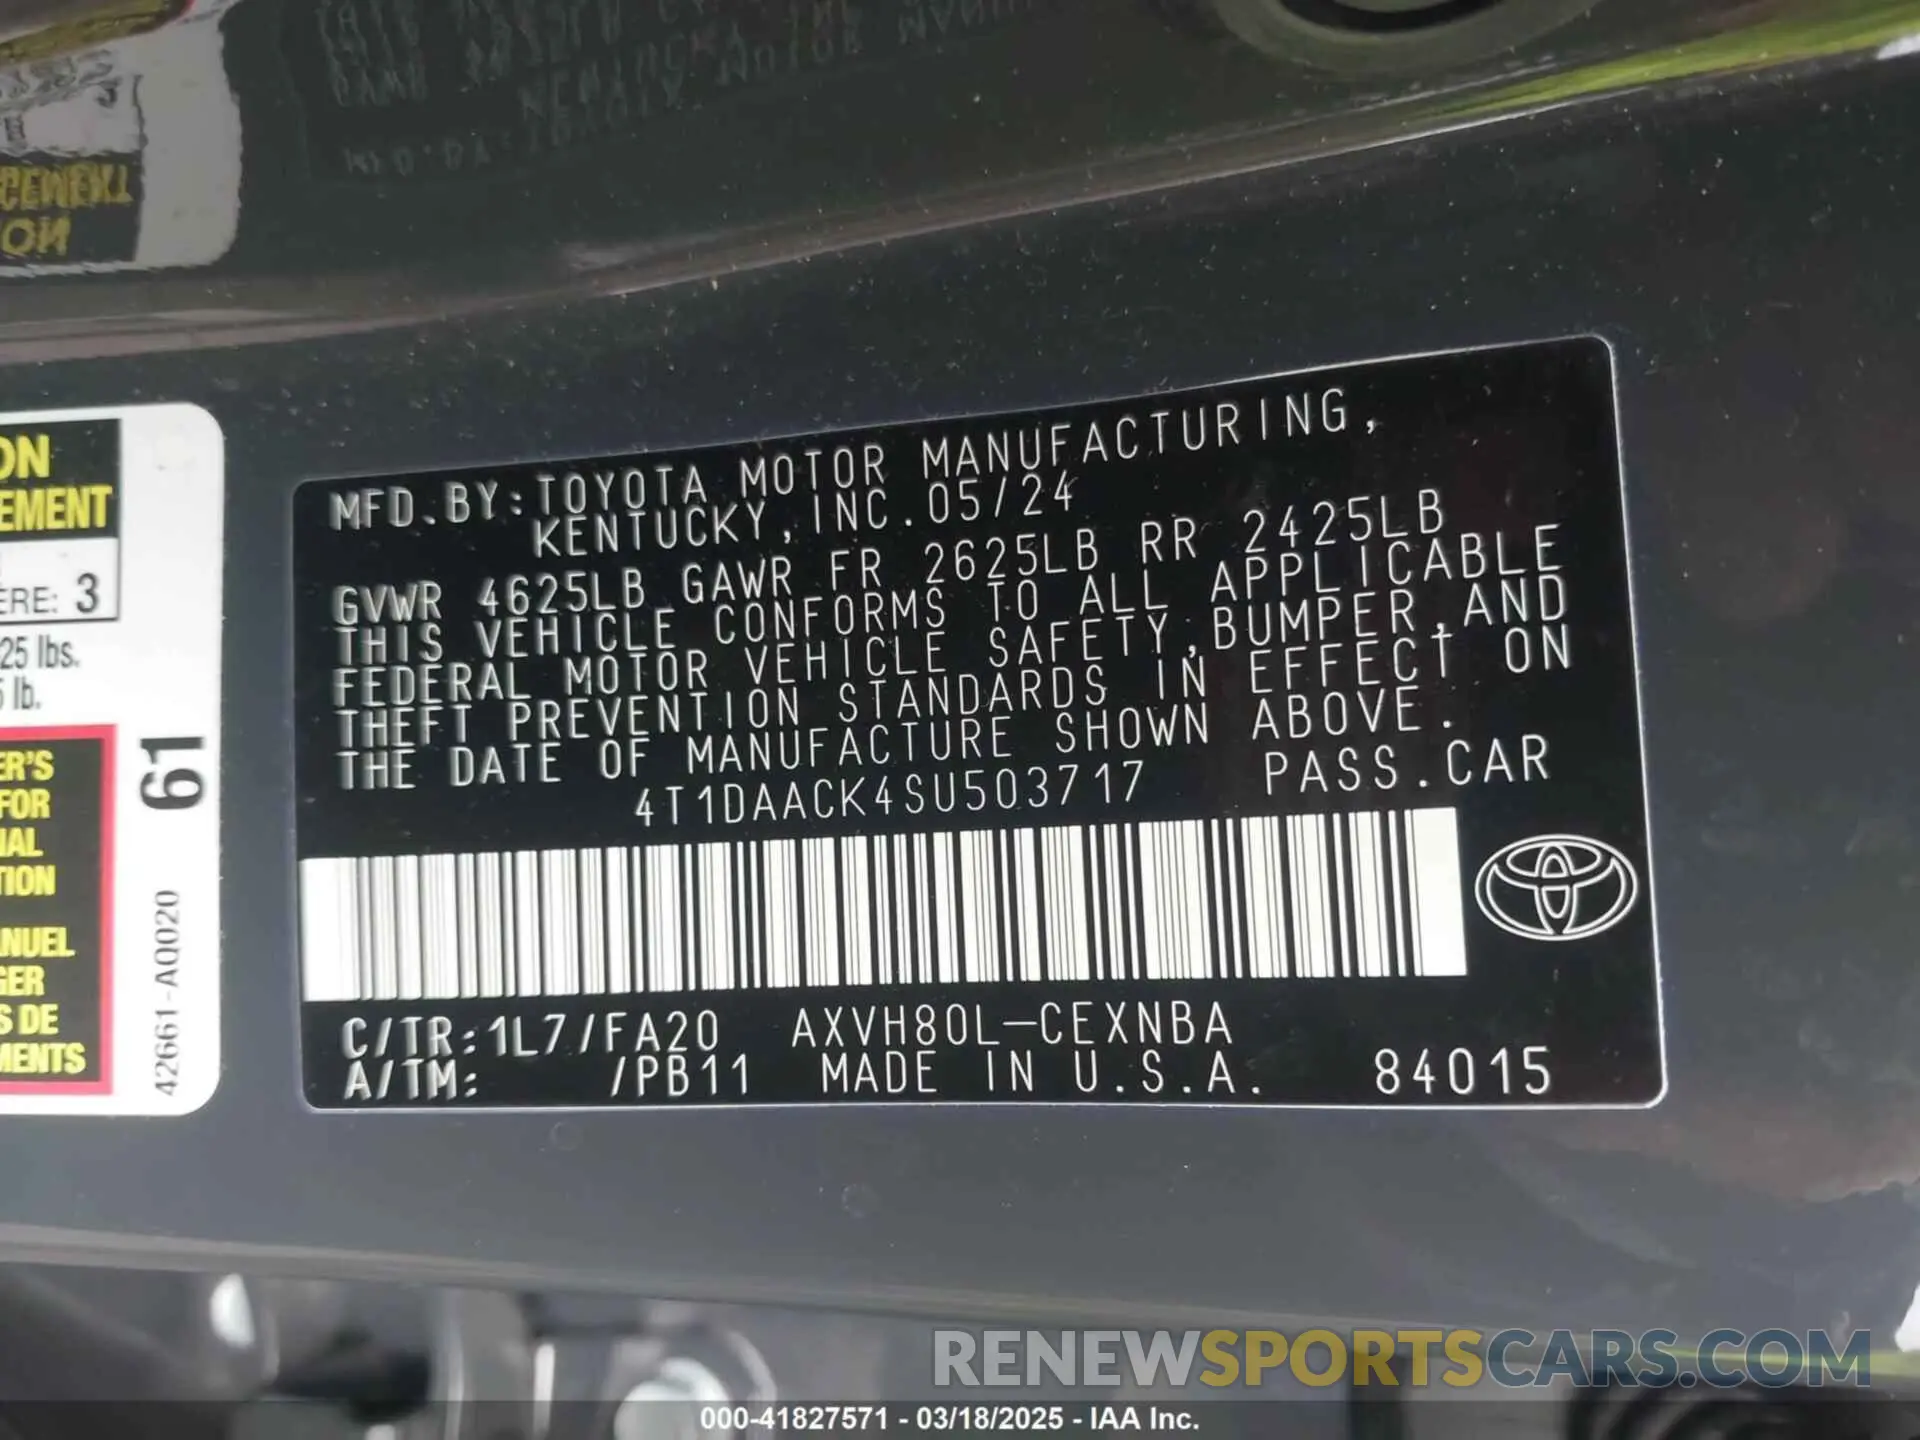 ON
EMENT
ERE: 3
25 lbs.
5 lb.
ER'S
FOR
IAL
TION
ANUEL
GER
S DE
MENTS
61
42661-A0020
MFD.BY:TOYOTA MOTOR MANUFACTURING,
KENTUCKY,INC.05/24
GVWR 4625LB GAWR FR 2625LB RR 2425LB
THIS VEHICLE CONFORMS TO ALL APPLICABLE
FEDERAL MOTOR VEHICLE SAFETY,BUMPER,AND
THEFT PREVENTION STANDARDS IN EFFECT ON
THE DATE OF MANUFACTURE SHOWN ABOVE.
4T1DAACK4SU503717 PASS.CAR
C/TR:1L7/FA20 AXVH80L-CEXNBA
A/TM: /PB11 MADE IN U.S.A. 84015
RENEWSPORTSCARS.COM
000-41827571 - 03/18/2025 - IAA Inc.